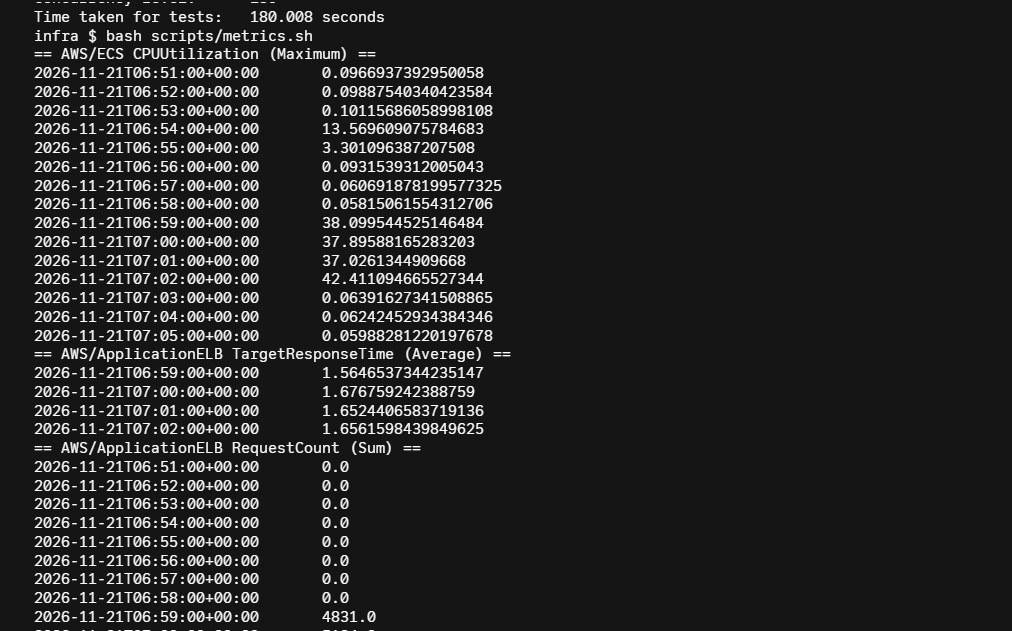 Time taken for tests:   180.008 seconds
infra $ bash scripts/metrics.sh
== AWS/ECS CPUUtilization (Maximum) ==
2026-11-21T06:51:00+00:00       0.0966937392950058
2026-11-21T06:52:00+00:00       0.09887540340423584
2026-11-21T06:53:00+00:00       0.10115686058998108
2026-11-21T06:54:00+00:00       13.569609075784683
2026-11-21T06:55:00+00:00       3.301096387207508
2026-11-21T06:56:00+00:00       0.0931539312005043
2026-11-21T06:57:00+00:00       0.060691878199577325
2026-11-21T06:58:00+00:00       0.05815061554312706
2026-11-21T06:59:00+00:00       38.099544525146484
2026-11-21T07:00:00+00:00       37.89588165283203
2026-11-21T07:01:00+00:00       37.0261344909668
2026-11-21T07:02:00+00:00       42.411094665527344
2026-11-21T07:03:00+00:00       0.06391627341508865
2026-11-21T07:04:00+00:00       0.06242452934384346
2026-11-21T07:05:00+00:00       0.05988281220197678
== AWS/ApplicationELB TargetResponseTime (Average) ==
2026-11-21T06:59:00+00:00       1.5646537344235147
2026-11-21T07:00:00+00:00       1.676759242388759
2026-11-21T07:01:00+00:00       1.6524406583719136
2026-11-21T07:02:00+00:00       1.6561598439849625
== AWS/ApplicationELB RequestCount (Sum) ==
2026-11-21T06:51:00+00:00       0.0
2026-11-21T06:52:00+00:00       0.0
2026-11-21T06:53:00+00:00       0.0
2026-11-21T06:54:00+00:00       0.0
2026-11-21T06:55:00+00:00       0.0
2026-11-21T06:56:00+00:00       0.0
2026-11-21T06:57:00+00:00       0.0
2026-11-21T06:58:00+00:00       0.0
2026-11-21T06:59:00+00:00       4831.0